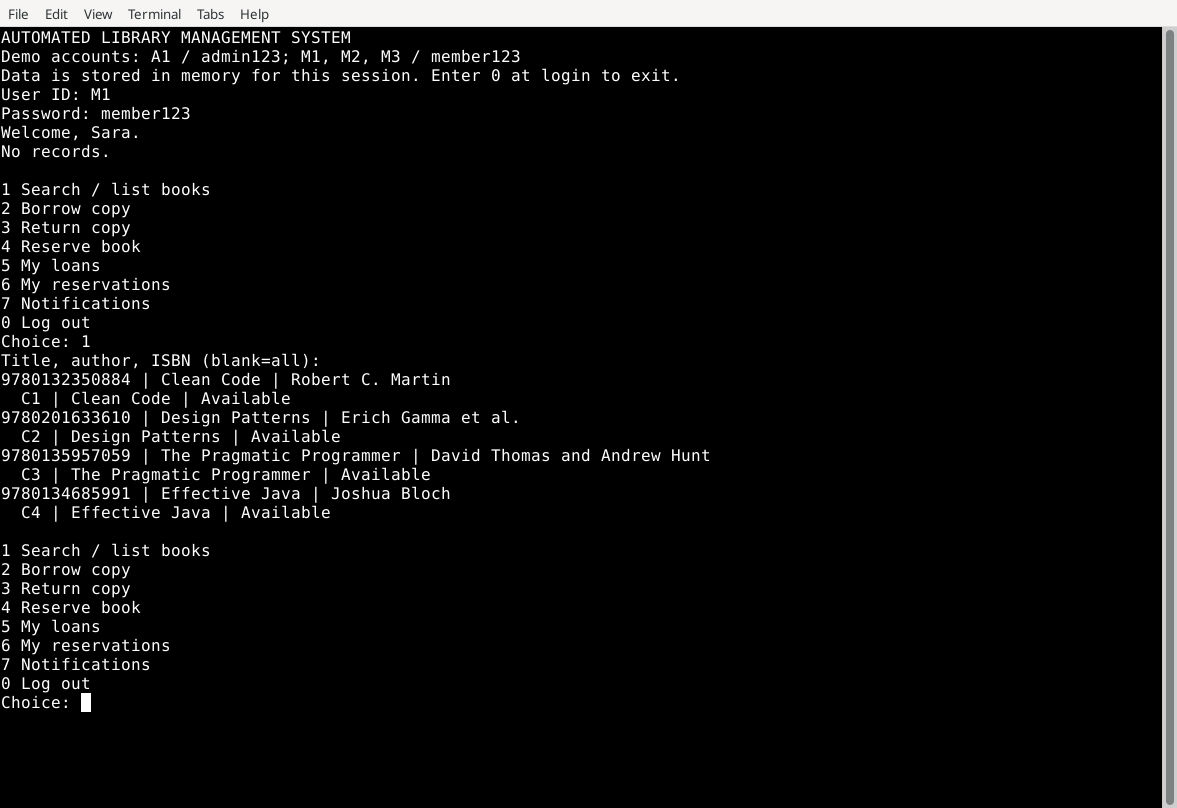 File Edit View Terminal Tabs Help
AUTOMATED LIBRARY MANAGEMENT SYSTEM
Demo accounts: A1 / admin123; M1, M2, M3 / member123
Data is stored in memory for this session. Enter 0 at login to exit.
User ID: M1
Password: member123
Welcome, Sara.
No records.

1 Search / list books
2 Borrow copy
3 Return copy
4 Reserve book
5 My loans
6 My reservations
7 Notifications
0 Log out
Choice: 1
Title, author, ISBN (blank=all):
9780132350884 | Clean Code | Robert C. Martin
  C1 | Clean Code | Available
9780201633610 | Design Patterns | Erich Gamma et al.
  C2 | Design Patterns | Available
9780135957059 | The Pragmatic Programmer | David Thomas and Andrew Hunt
  C3 | The Pragmatic Programmer | Available
9780134685991 | Effective Java | Joshua Bloch
  C4 | Effective Java | Available

1 Search / list books
2 Borrow copy
3 Return copy
4 Reserve book
5 My loans
6 My reservations
7 Notifications
0 Log out
Choice: